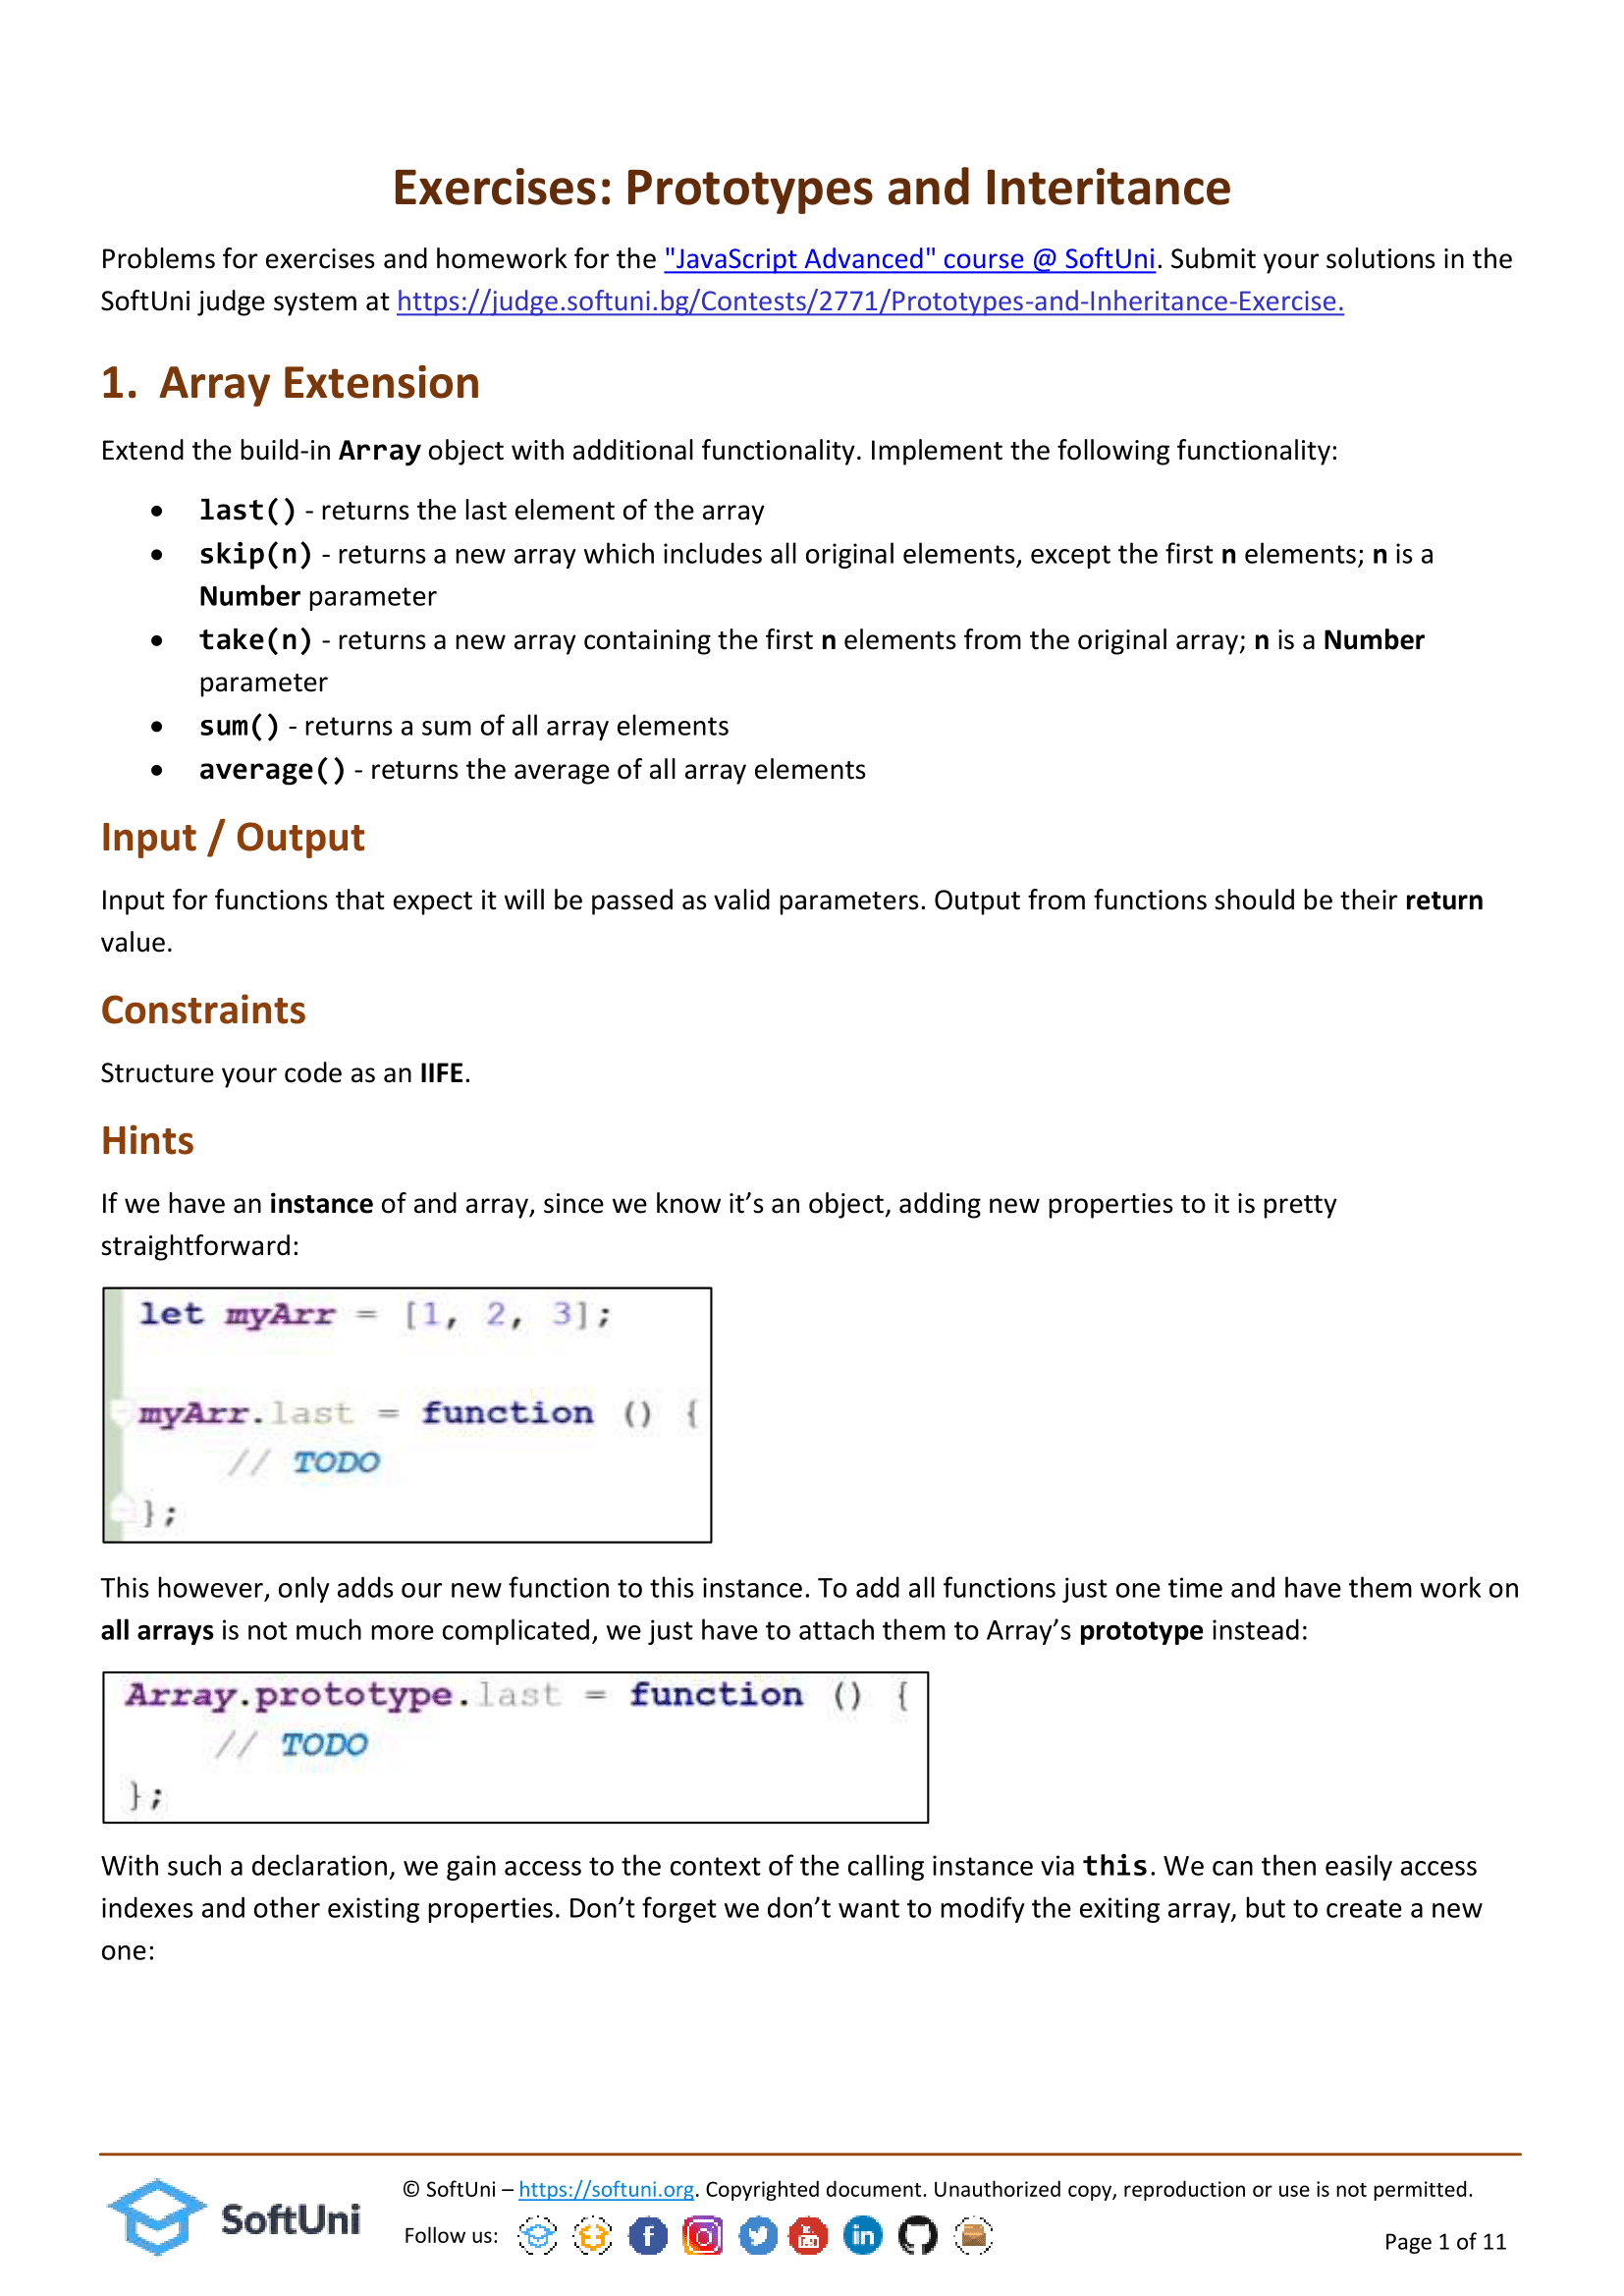 Exercises: Prototypes and Interitance
Problems for exercises and homework for the "JavaScript Advanced" course @ SoftUni. Submit your solutions in the
SoftUni judge system at https://judge.softuni.bg/Contests/2771/Prototypes-and-Inheritance-Exercise.
1. Array Extension
Extend the build-in Array object with additional functionality. Implement the following functionality:
• last() - returns the last element of the array
• skip(n) - returns a new array which includes all original elements, except the first n elements; n is a
Number parameter
• take(n) - returns a new array containing the first n elements from the original array; n is a Number
parameter
• sum() - returns a sum of all array elements
• average() - returns the average of all array elements
Input / Output
Input for functions that expect it will be passed as valid parameters. Output from functions should be their return
value.
Constraints
Structure your code as an IIFE.
Hints
If we have an instance of and array, since we know it’s an object, adding new properties to it is pretty
straightforward:
let myArr = [1, 2, 3];
myArr.last = function () {
// TODO
};
This however, only adds our new function to this instance. To add all functions just one time and have them work on
all arrays is not much more complicated, we just have to attach them to Array’s prototype instead:
Array.prototype.last = function () {
// TODO
};
With such a declaration, we gain access to the context of the calling instance via this. We can then easily access
indexes and other existing properties. Don’t forget we don’t want to modify the exiting array, but to create a new
one:
SoftUni
© SoftUni – https://softuni.org. Copyrighted document. Unauthorized copy, reproduction or use is not permitted.
Follow us:
Page 1 of 11